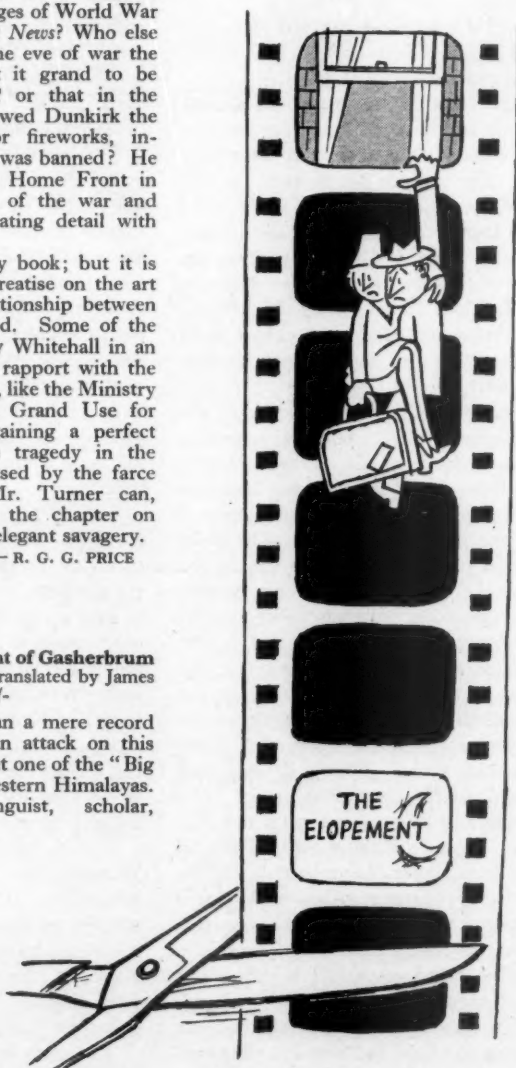 ges of World War
News? Who else
ne eve of war the
t it grand to be
or that in the
wed Dunkirk the
or fireworks, in-
was banned? He
Home Front in
of the war and
ating detail with
y book; but it is
reatise on the art
tionship between
d. Some of the
y Whitehall in an
rapport with the
, like the Ministry
Grand Use for
aining a perfect
tragedy in the
sed by the farce
Mr. Turner can,
the chapter on
elegant savagery.
— R. G. G. PRICE
nt of Gasherbrum
ranslated by James
/-
an a mere record
n attack on this
t one of the "Big
estern Himalayas.
nguist, scholar,
THE
ELOPEMENT